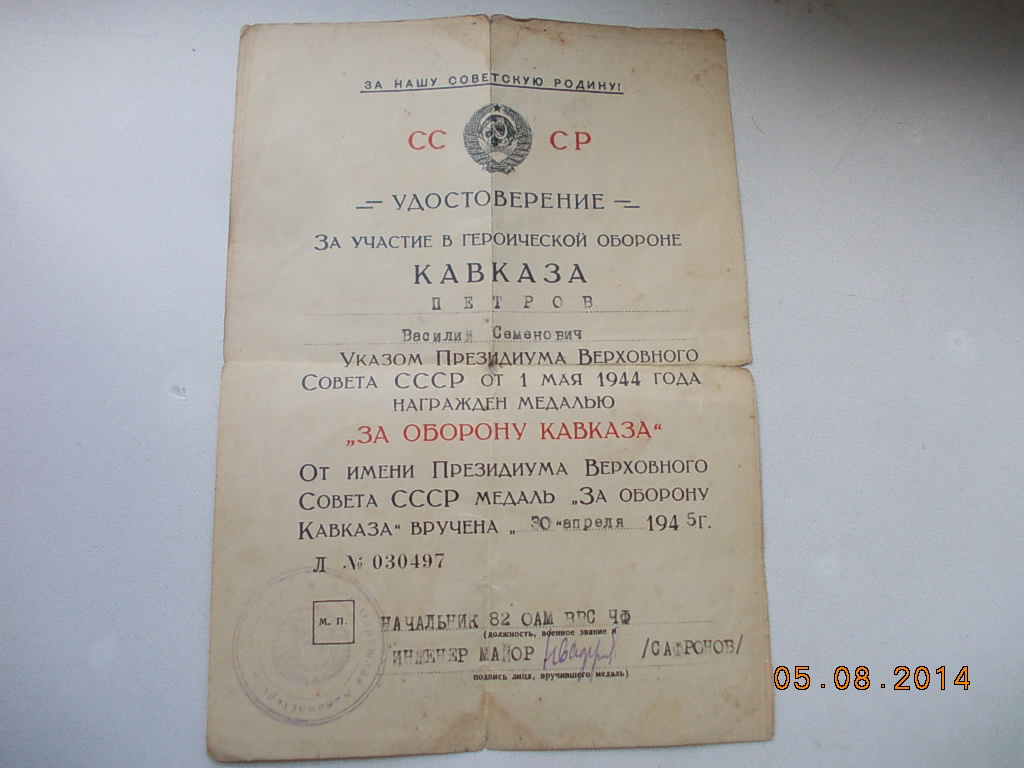 ЗА НАШУ СОВЕТСКУЮ РОДИНУ!
СС СР
УДОСТОВЕРЕНИЕ
ЗА УЧАСТИЕ В ГЕРОИЧЕСКОЙ ОБОРОНЕ
КАВКАЗА
ПЕТРОВ
Василий Семенович
УКАЗОМ ПРЕЗИДИУМА ВЕРХОВНОГО
СОВЕТА СССР ОТ 1 МАЯ 1944 ГОДА
НАГРАЖДЕН МЕДАЛЬЮ
„ЗА ОБОРОНУ КАВКАЗА“
ОТ ИМЕНИ ПРЕЗИДИУМА ВЕРХОВНОГО
СОВЕТА СССР МЕДАЛЬ „ЗА ОБОРОНУ
КАВКАЗА“ ВРУЧЕНА „30“ апреля 1945г.
Л № 030497
М. П.
НАЧАЛЬНИК 82 ОАМ ВВС ЧФ
(должность, военное звание и
ИНЖЕНЕР МАЙОР /САФРОНОВ/
подпись лица, вручившего медаль)
05.08.2014